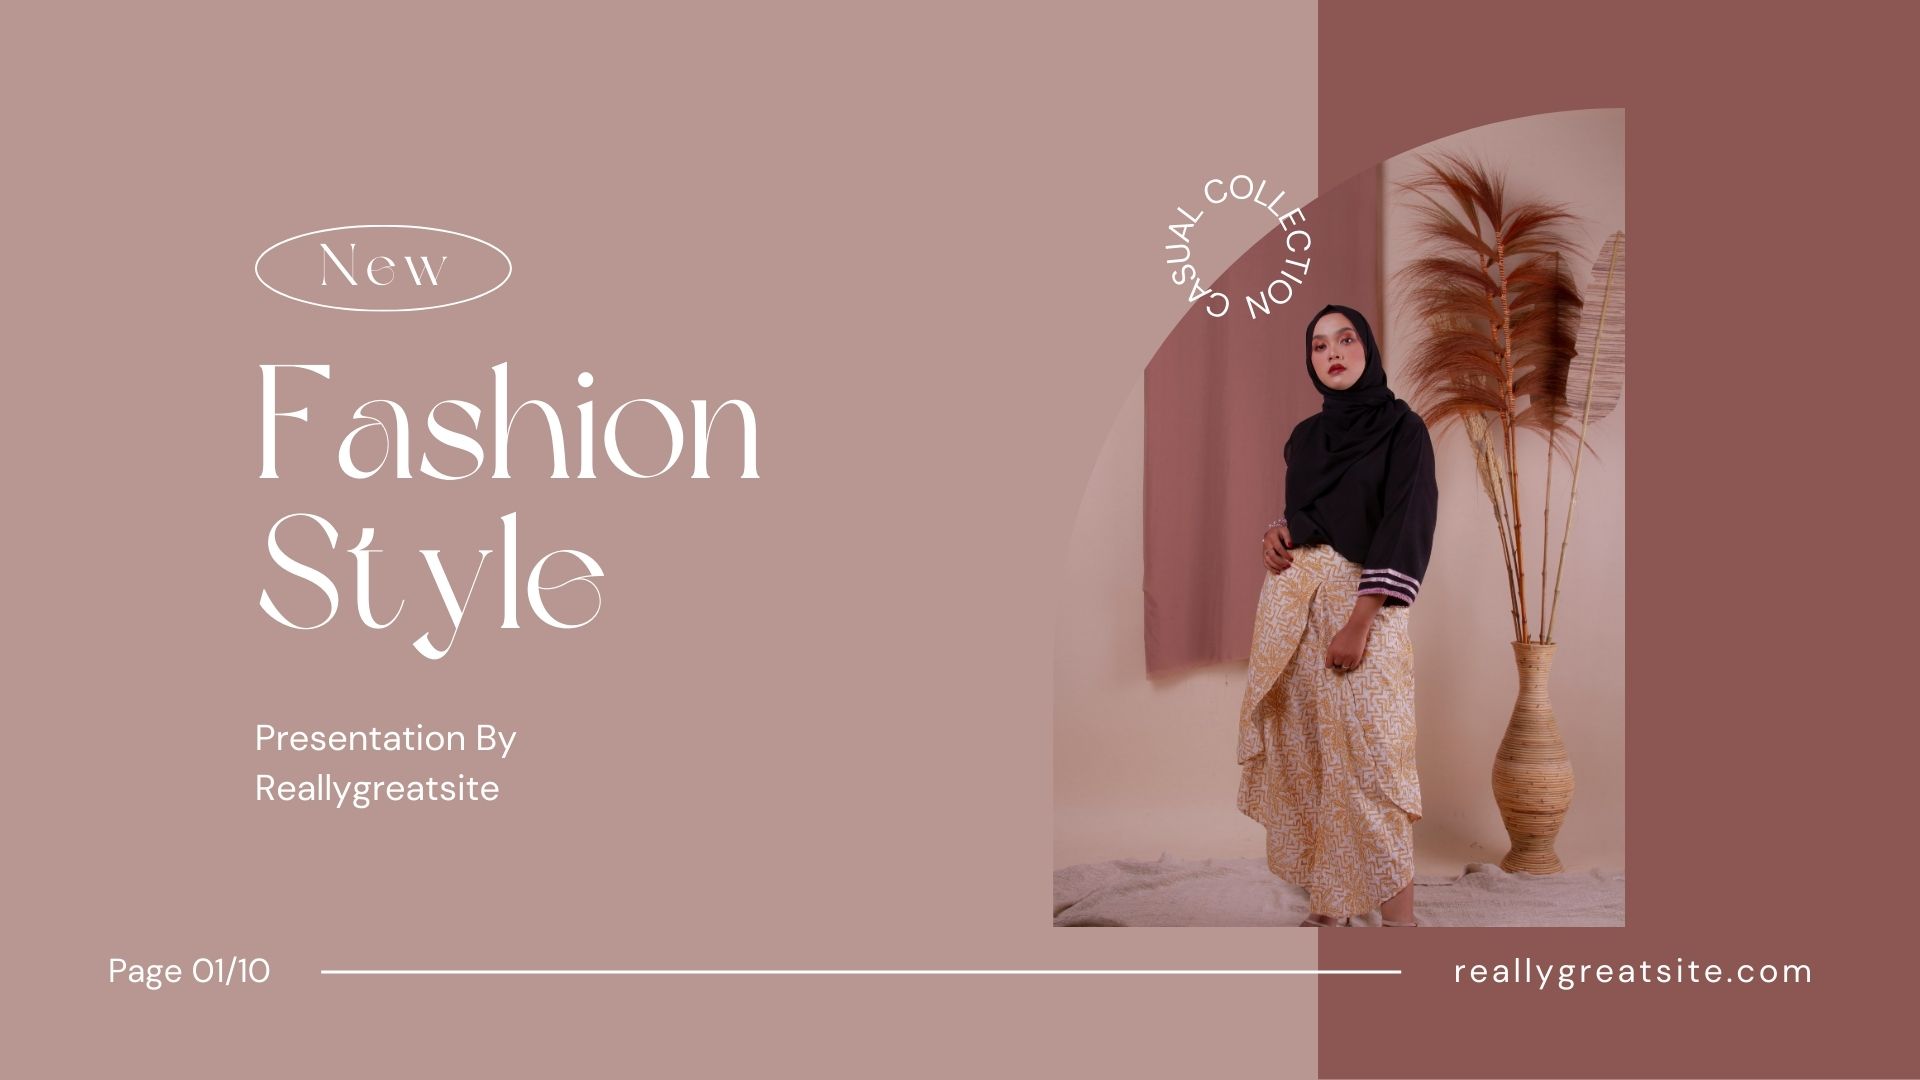 New
Fashion
Style
Presentation By
Reallygreatsite
CASUAL COLLECTION
Page 01/10
reallygreatsite.com